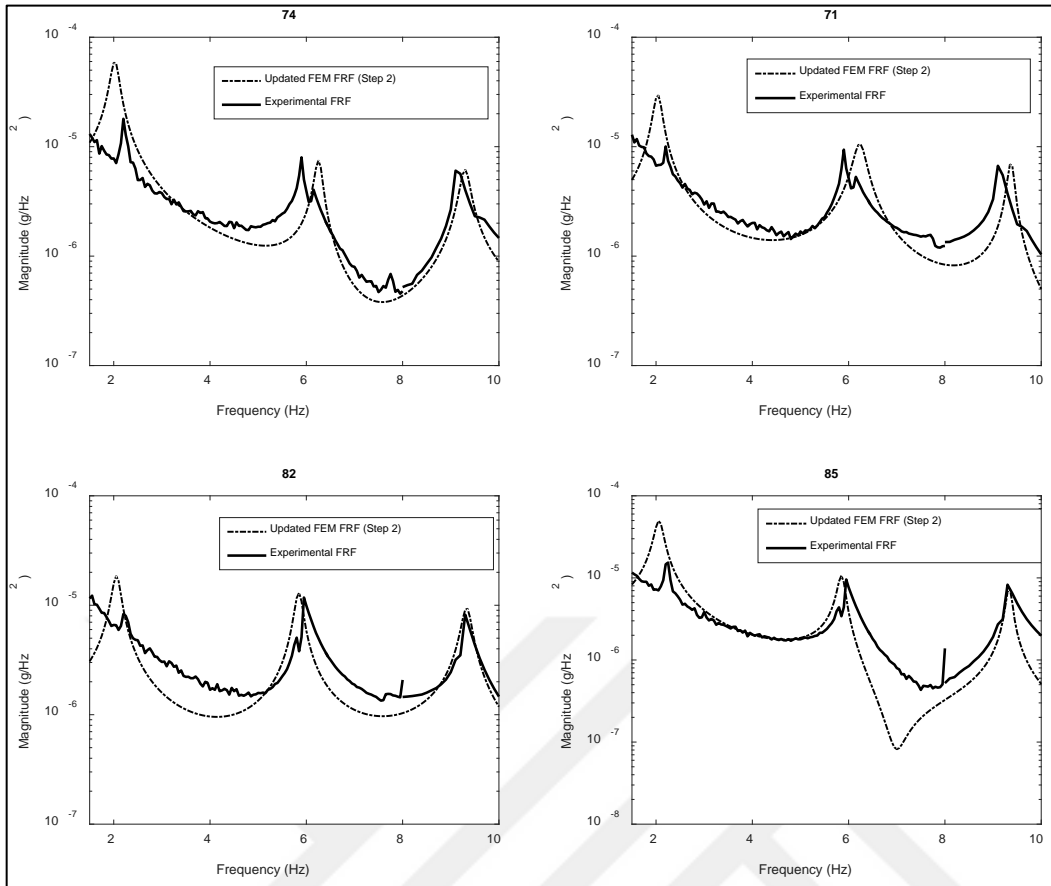 74
10 -4
10 -5
10 -6
10 -7
Magnitude (g/Hz 2 )
Updated FEM FRF (Step 2)
Experimental FRF
2 4 6 8 10
Frequency (Hz)
71
10 -4
10 -5
10 -6
10 -7
Magnitude (g/Hz 2 )
Updated FEM FRF (Step 2)
Experimental FRF
2 4 6 8 10
Frequency (Hz)
82
10 -4
10 -5
10 -6
10 -7
Magnitude (g/Hz 2 )
Updated FEM FRF (Step 2)
Experimental FRF
2 4 6 8 10
Frequency (Hz)
85
10 -4
10 -5
10 -6
10 -7
10 -8
Magnitude (g/Hz 2 )
Updated FEM FRF (Step 2)
Experimental FRF
2 4 6 8 10
Frequency (Hz)